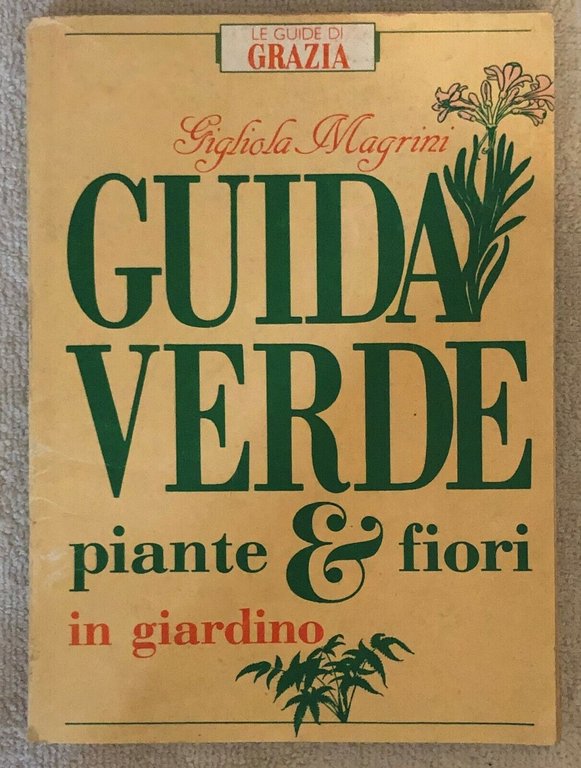 LE GUIDE DI
GRAZIA
Gigliola Magrini
GUIDA
VERDE
piante & fiori
in giardino